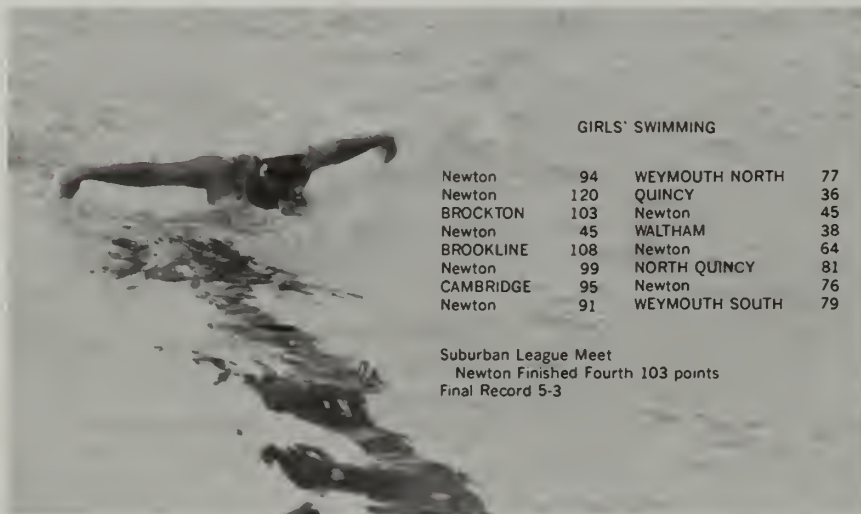 GIRLS' SWIMMING
Newton 94 WEYMOUTH NORTH 77
Newton 120 QUINCY 36
BROCKTON 103 Newton 45
Newton 45 WALTHAM 38
BROOKLINE 108 Newton 64
Newton 99 NORTH QUINCY 81
CAMBRIDGE 95 Newton 76
Newton 91 WEYMOUTH SOUTH 79
Suburban League Meet
Newton Finished Fourth 103 points
Final Record 5-3